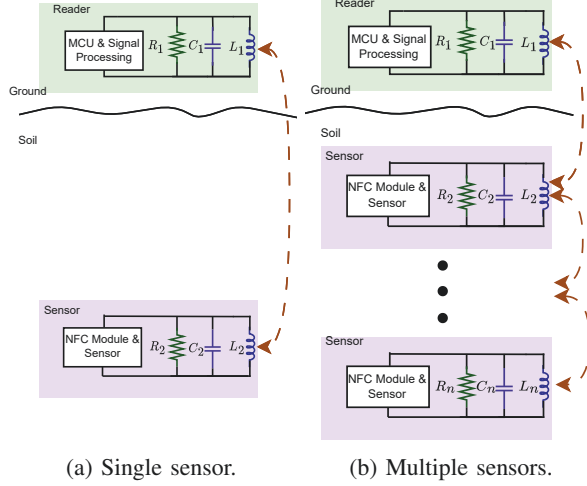 Reader
MCU & Signal
Processing
R1
C1
L1
Ground
Soil
Sensor
NFC Module &
Sensor
R2
C2
L2
(a) Single sensor.
Reader
MCU & Signal
Processing
R1
C1
L1
Ground
Soil
Sensor
NFC Module &
Sensor
R2
C2
L2
Sensor
NFC Module &
Sensor
Rn
Cn
Ln
(b) Multiple sensors.